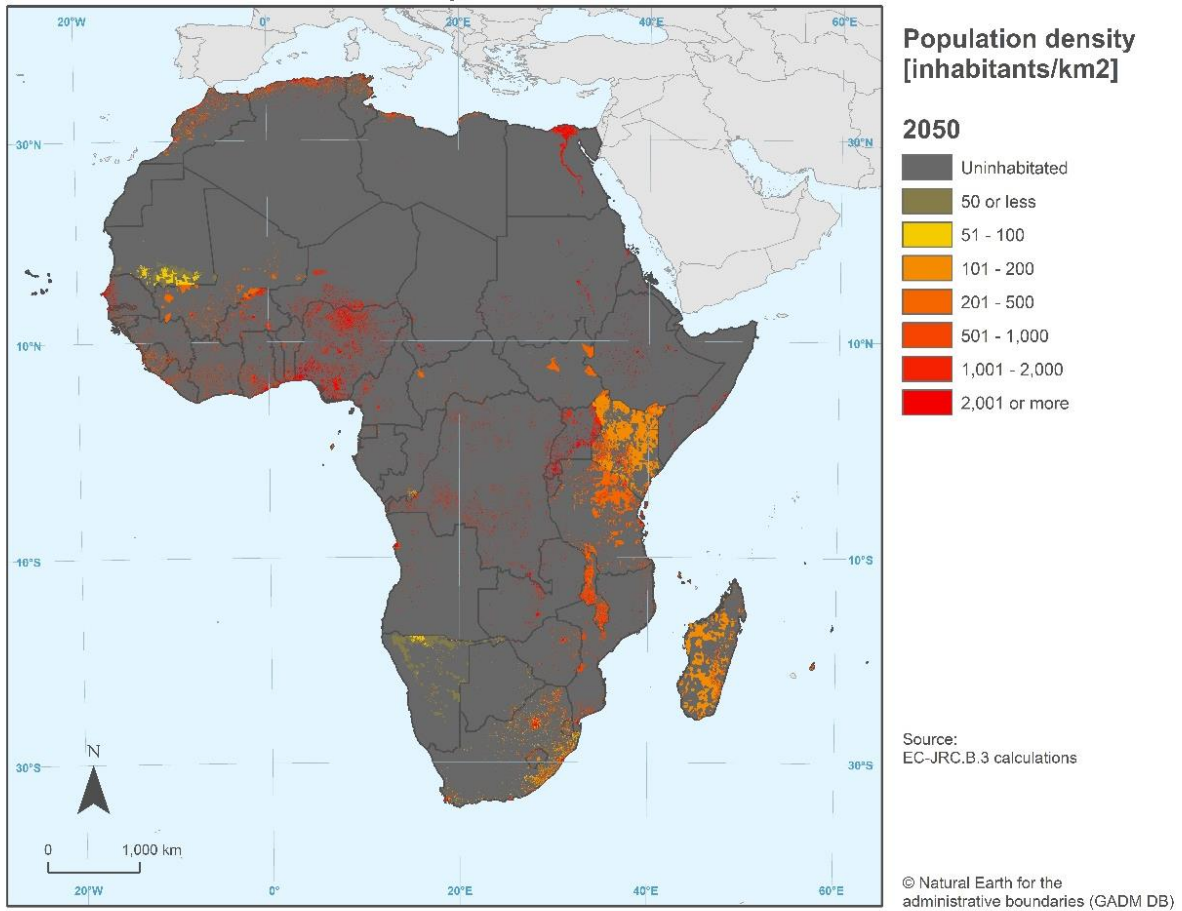 20°W 0° 20°E 40°E 60°E
30°N 30°N
10°N 10°N
10°S 10°S
30°S 30°S
N
0 1,000 km
20°W 0° 20°E 40°E 60°E
Population density
[inhabitants/km2]
2050
Uninhabitated
50 or less
51 - 100
101 - 200
201 - 500
501 - 1,000
1,001 - 2,000
2,001 or more
Source:
EC-JRC.B.3 calculations
© Natural Earth for the
administrative boundaries (GADM DB)